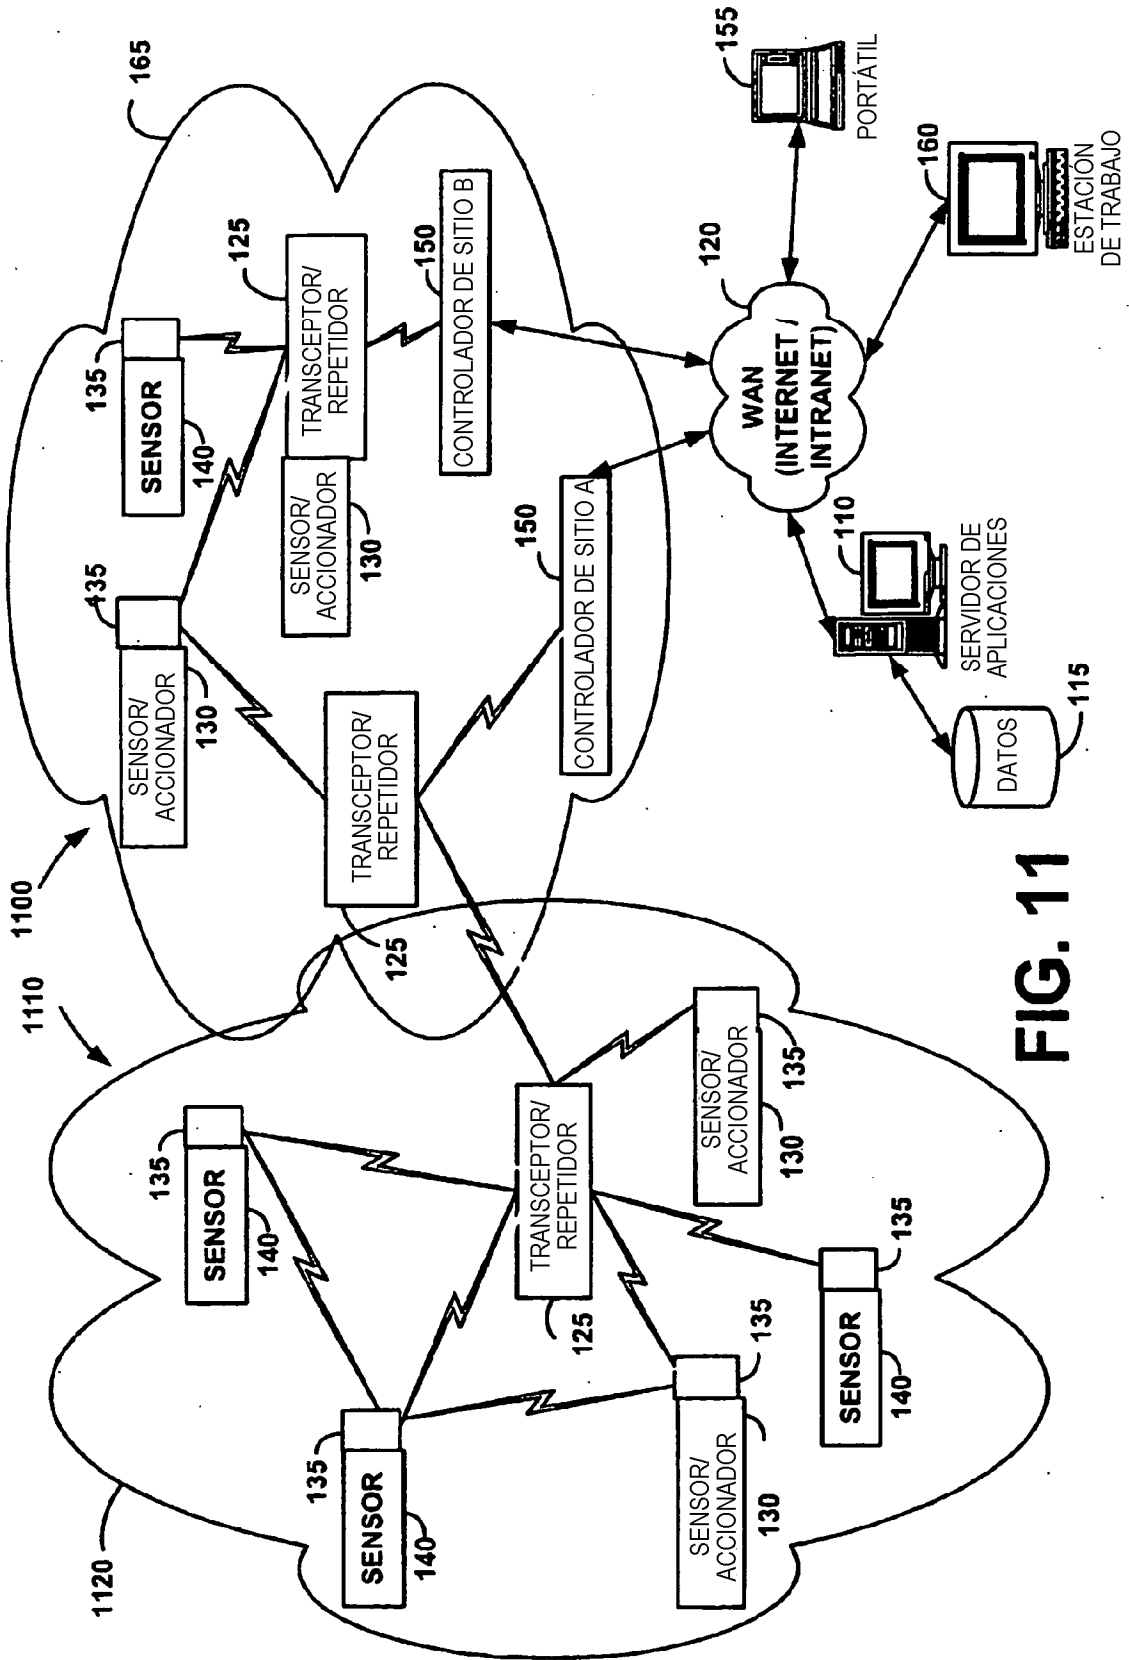 1120
1110
1100
165
135
SENSOR
140
135
SENSOR
140
135
SENSOR/
ACCIONADOR
130
135
SENSOR
140
TRANSCEPTOR/
REPETIDOR
125
TRANSCEPTOR/
REPETIDOR
125
SENSOR/
ACCIONADOR
130
TRANSCEPTOR/
REPETIDOR
125
CONTROLADOR DE SITIO B
150
CONTROLADOR DE SITIO A
150
SENSOR/
ACCIONADOR
130
135
SENSOR/
ACCIONADOR
130
135
SENSOR
140
135
WAN
(INTERNET /
INTRANET)
120
PORTÁTIL
155
ESTACIÓN
DE TRABAJO
160
SERVIDOR DE
APLICACIONES
110
DATOS
115
FIG. 11